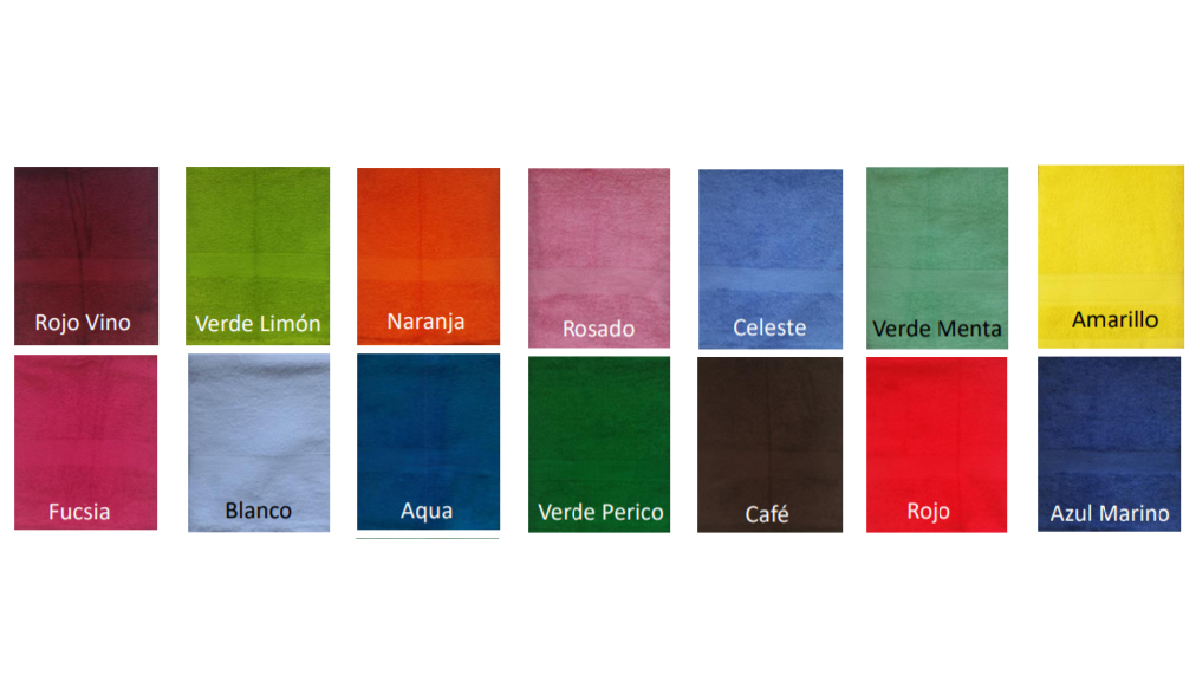 Rojo Vino
Verde Limón
Naranja
Rosado
Celeste
Verde Menta
Amarillo
Fucsia
Blanco
Aqua
Verde Perico
Café
Rojo
Azul Marino